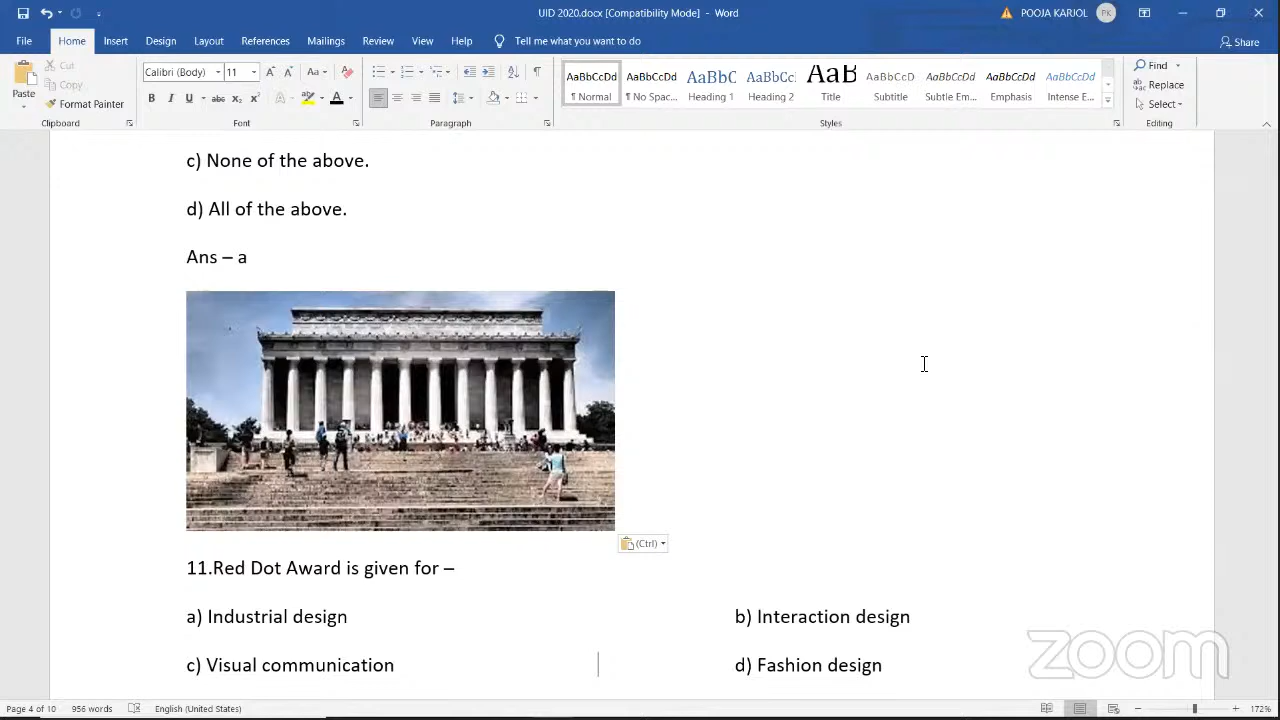 UID 2020.docx [Compatibility Mode] - Word
POOJA KARJOL
PK
File Home Insert Design Layout References Mailings Review View Help Tell me what you want to do
Share
Paste
Cut
Copy
Format Painter
Clipboard
Calibri (Body) 11
Font
Paragraph
AaBbCcDd AaBbCcDd AaBbC AaBbCc AaB AaBbCcDd AaBbCcDd AaBbCcDd AaBbCcDd
¶ Normal ¶ No Spac... Heading 1 Heading 2 Title Subtitle Subtle Em... Emphasis Intense E...
Styles
Find
Replace
Select
Editing
c) None of the above.
d) All of the above.
Ans – a
(Ctrl)
11.Red Dot Award is given for –
a) Industrial design b) Interaction design
c) Visual communication d) Fashion design
zoom
Page 4 of 10 956 words English (United States) 172%